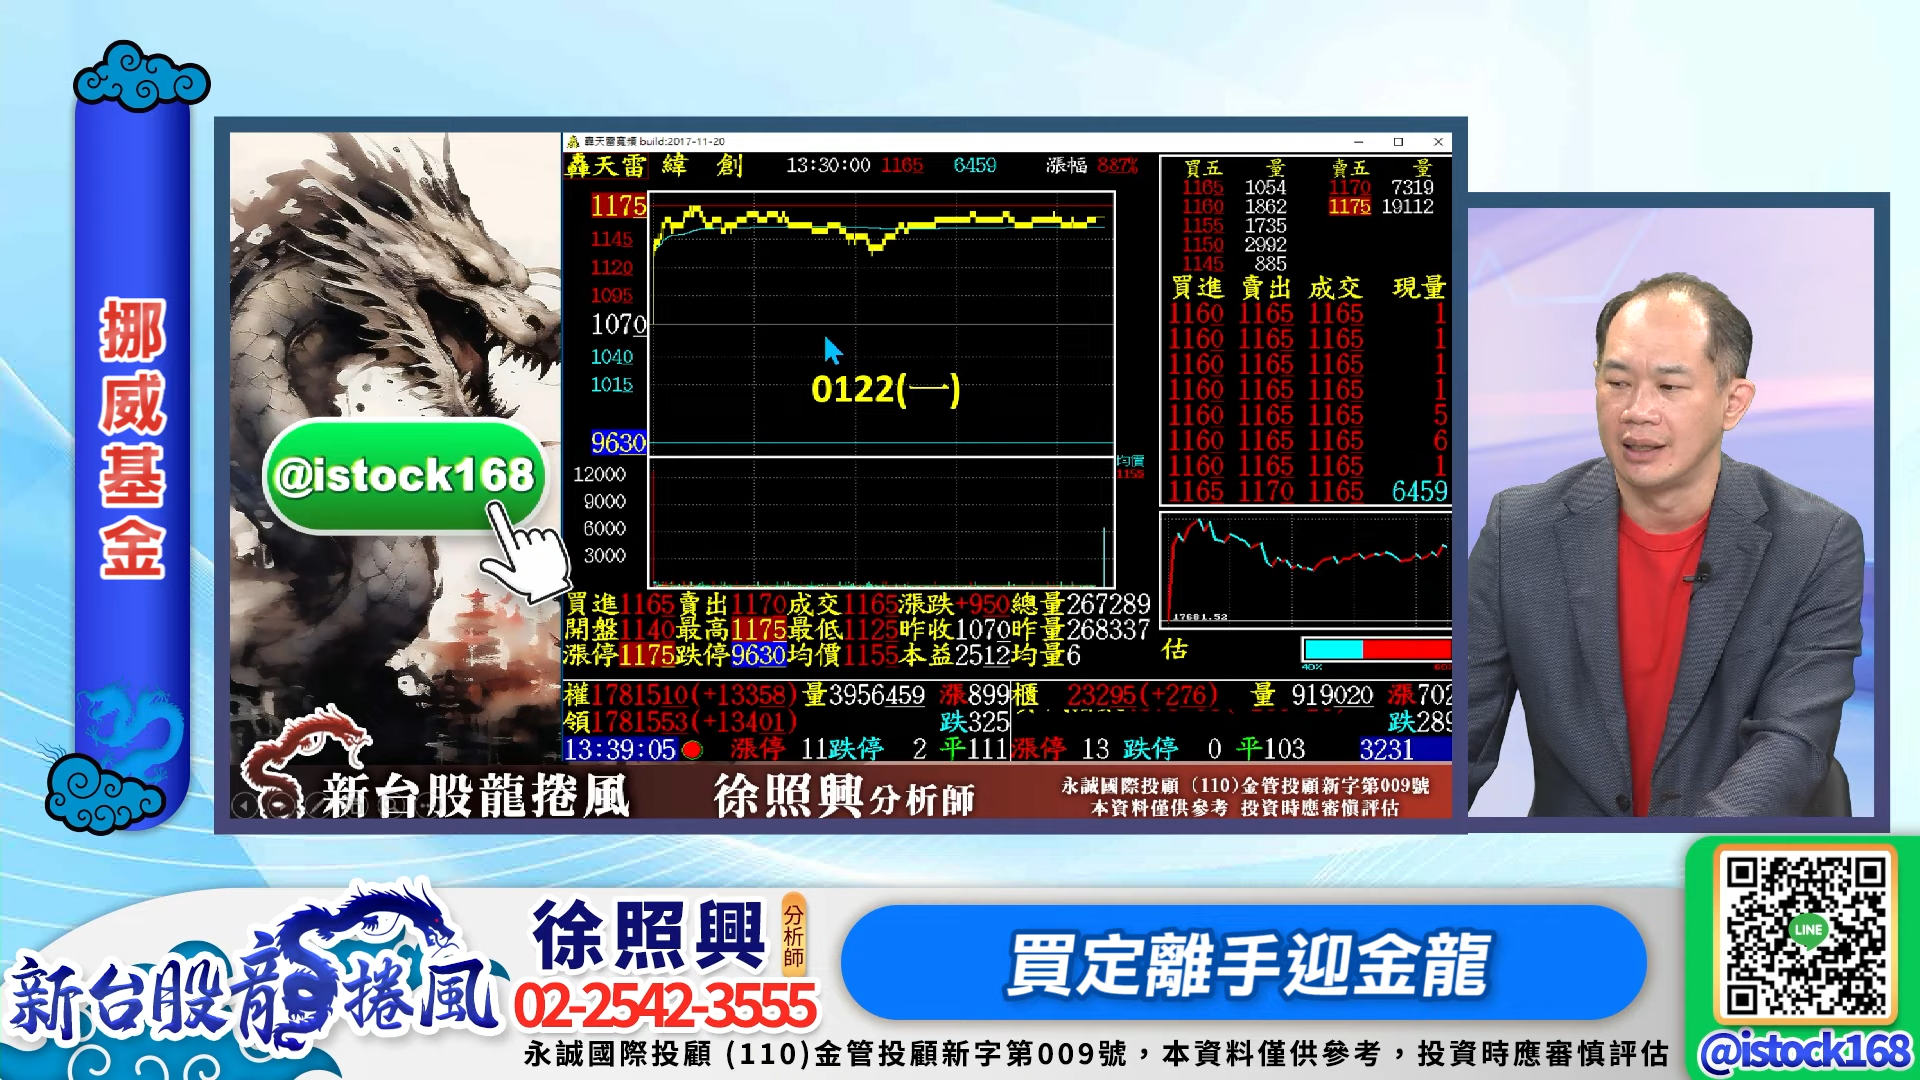 挪威基金
轟天雷寬頻 build:2017-11-20
轟天雷 緯 創 13:30:00 1165 6459 漲幅 887%
1175
1145
1120
1095
1070
1040
1015
9630
12000
9000
6000
3000
0122(一)
均價
1155
買五 量 賣五 量
1165 1054 1170 7319
1160 1862 1175 19112
1155 1735
1150 2992
1145 885
買進 賣出 成交 現量
1160 1165 1165 1
1160 1165 1165 1
1160 1165 1165 1
1160 1165 1165 1
1160 1165 1165 5
1160 1165 1165 6
1160 1165 1165 1
1165 1170 1165 6459
17681.52
估
40%
買進1165賣出1170成交1165漲跌+950總量267289
開盤1140最高1175最低1125昨收1070昨量268337
漲停1175跌停9630均價1155本益2512均量6
權1781510(+13358) 量3956459 漲899 櫃 23295(+276) 量 919020 漲702
領1781553(+13401) 跌325 跌289
13:39:05 漲停 11跌停 2 平111 漲停 13 跌停 0 平103 3231
@istock168
新台股龍捲風 徐照興分析師
永誠國際投顧 (110)金管投顧新字第009號
本資料僅供參考 投資時應審慎評估
新台股龍捲風
徐照興
分析師
02-2542-3555
買定離手迎金龍
永誠國際投顧 (110)金管投顧新字第009號，本資料僅供參考，投資時應審慎評估
LINE
@istock168